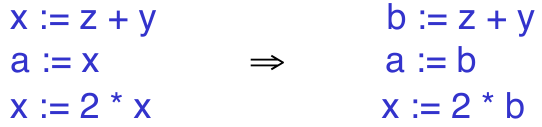 x := z + y ⇒ b := z + y
a := x a := b
x := 2 * x x := 2 * b